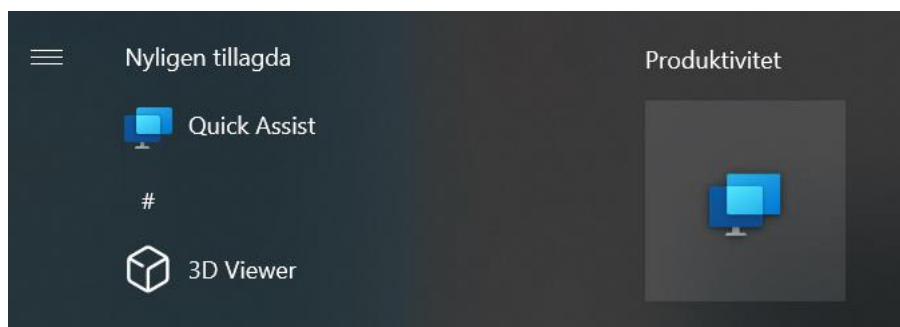 Nyligen tillagda
Produktivitet
Quick Assist
#
3D Viewer